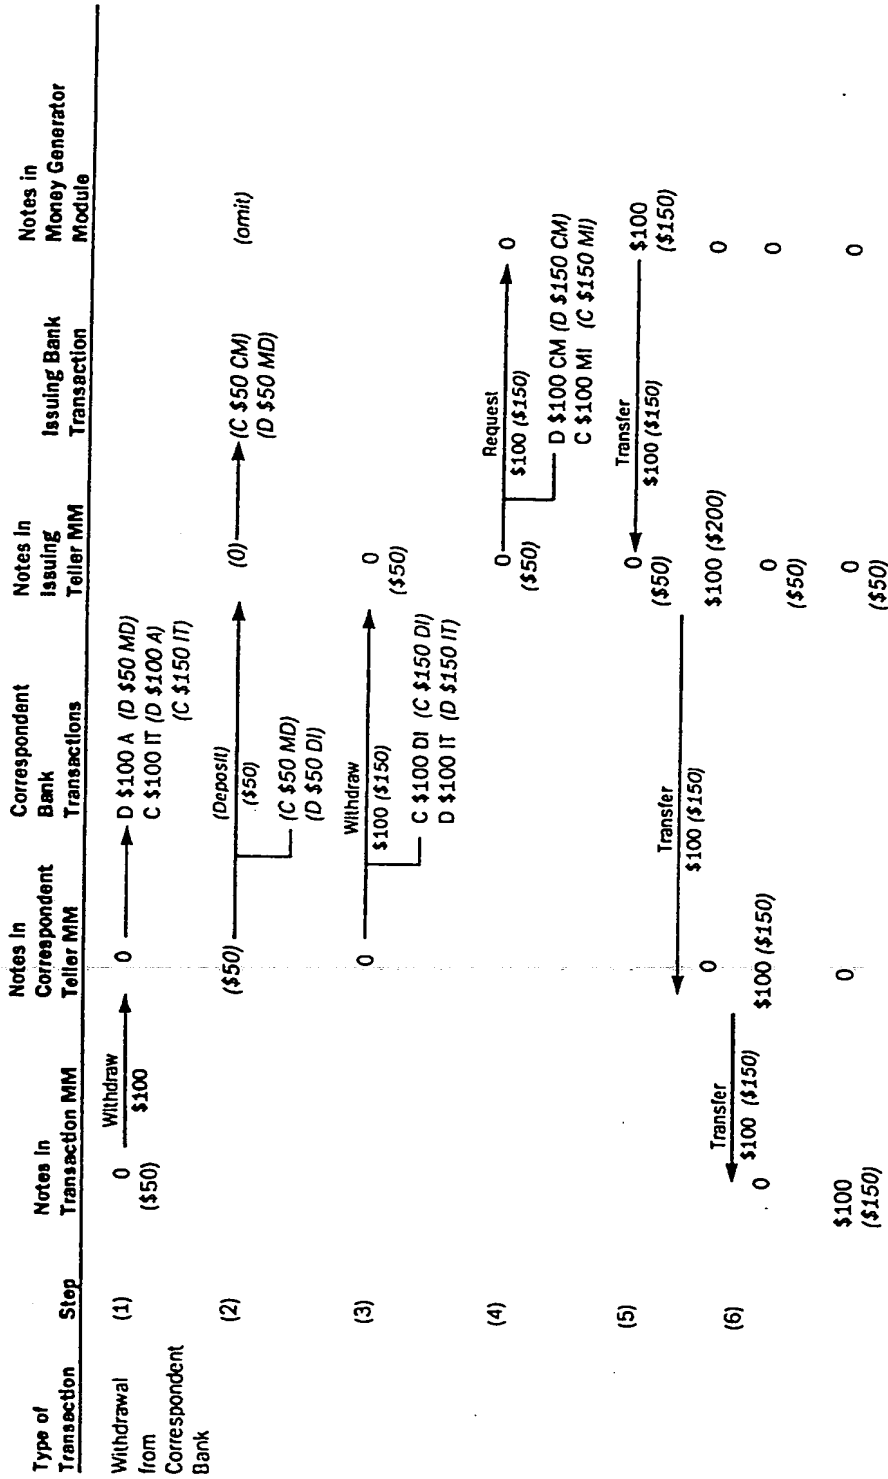 Type of
Transaction
Step
Notes in
Transaction MM
Notes in
Correspondent
Teller MM
Correspondent
Bank
Transactions
Notes in
Issuing
Teller MM
Issuing Bank
Transaction
Notes in
Money Generator
Module
Withdrawal
from
Correspondent
Bank
(1)
0
($50)
Withdraw
$100
0
D $100 A (D $50 MD)
C $100 IT (D $100 A)
(C $150 IT)
(2)
($50)
(Deposit)
($50)
(C $50 MD)
(D $50 DI)
(0)
(C $50 CM)
(D $50 MD)
(omit)
(3)
0
Withdraw
$100 ($150)
C $100 DI (C $150 DI)
D $100 IT (D $150 IT)
0
($50)
(4)
0
($50)
Request
$100 ($150)
D $100 CM (D $150 CM)
C $100 MI (C $150 MI)
0
(5)
0
($50)
Transfer
$100 ($150)
$100
($150)
Transfer
$100 ($150)
0
$100 ($200)
0
(6)
Transfer
$100 ($150)
0
$100 ($150)
0
($50)
0
$100
($150)
0
0
($50)
0